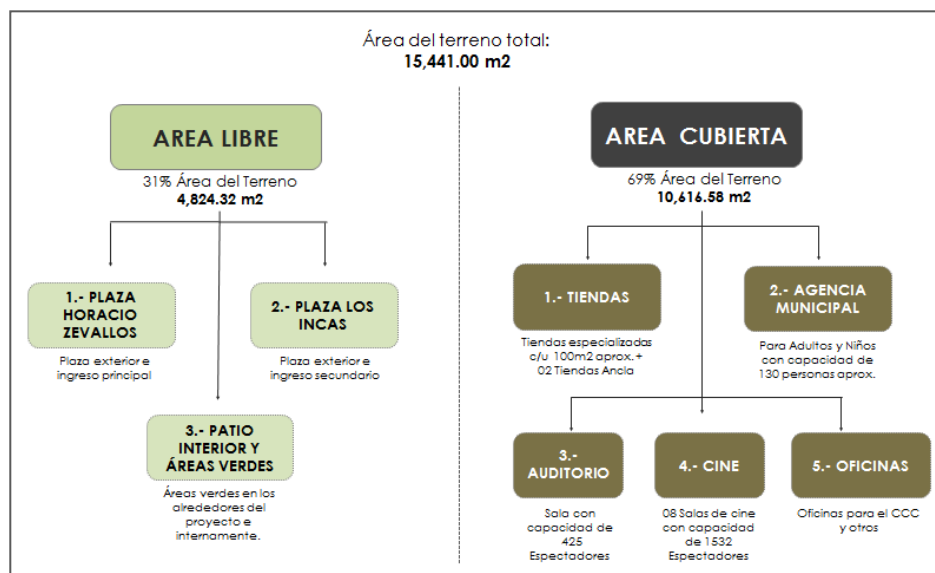 Área del terreno total:
15,441.00 m2
AREA LIBRE
31% Área del Terreno
4,824.32 m2
1.- PLAZA
HORACIO
ZEVALLOS
Plaza exterior e
ingreso principal
2.- PLAZA LOS
INCAS
Plaza exterior e
ingreso secundario
3.- PATIO
INTERIOR Y
ÁREAS VERDES
Áreas verdes en los
alrededores del
proyecto e
internamente.
AREA CUBIERTA
69% Área del Terreno
10,616.58 m2
1.- TIENDAS
Tiendas especializadas
c/u 100m2 aprox. +
02 Tiendas Ancla
2.- AGENCIA
MUNICIPAL
Para Adultos y Niños
con capacidad de
130 personas aprox.
3.-
AUDITORIO
Sala con
capacidad de
425
Espectadores
4.- CINE
08 Salas de cine
con capacidad
de 1532
Espectadores
5.- OFICINAS
Oficinas para el CCC
y otros